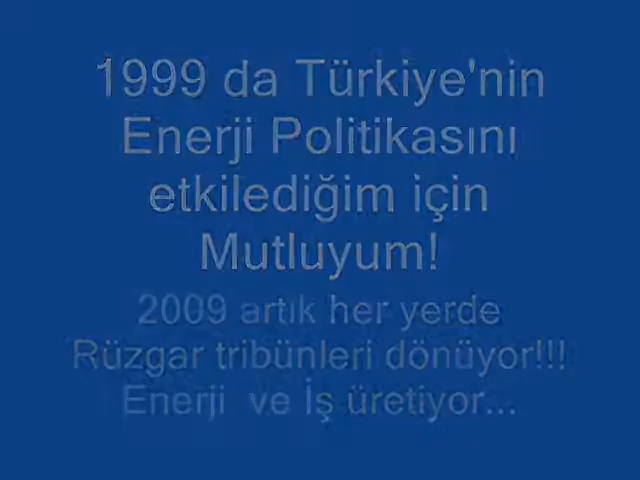 1999 da Türkiye'nin
Enerji Politikasını
etkilediğim için
Mutluyum!
2009 artık her yerde
Rüzgar tribünleri dönüyor!!!
Enerji  ve İş üretiyor...